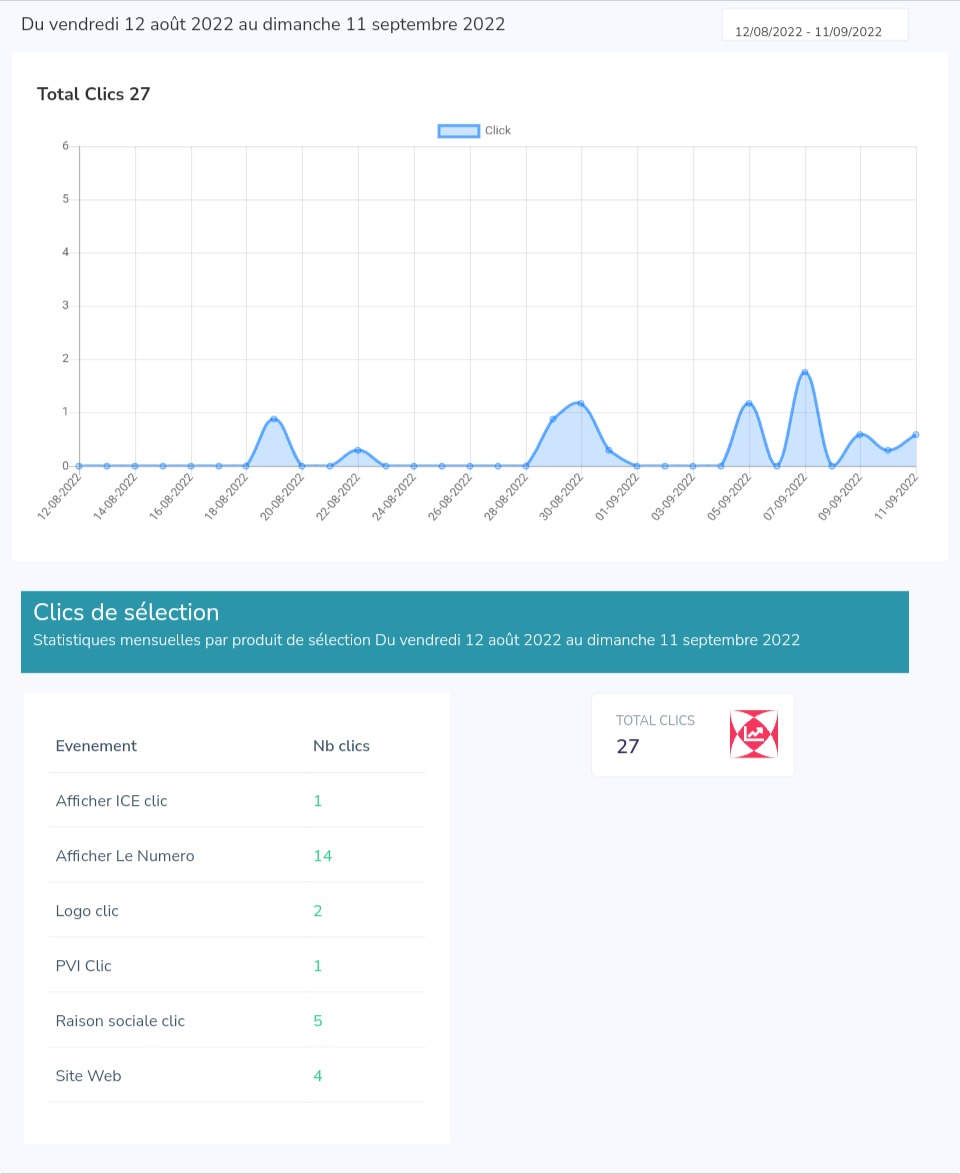 Du vendredi 12 août 2022 au dimanche 11 septembre 2022
12/08/2022 - 11/09/2022
Total Clics 27
Click
6
5
4
3
2
1
0
12-08-2022
14-08-2022
16-08-2022
18-08-2022
20-08-2022
22-08-2022
24-08-2022
26-08-2022
28-08-2022
30-08-2022
01-09-2022
03-09-2022
05-09-2022
07-09-2022
09-09-2022
11-09-2022
Clics de sélection
Statistiques mensuelles par produit de sélection Du vendredi 12 août 2022 au dimanche 11 septembre 2022
Evenement Nb clics
Afficher ICE clic 1
Afficher Le Numero 14
Logo clic 2
PVI Clic 1
Raison sociale clic 5
Site Web 4
TOTAL CLICS
27